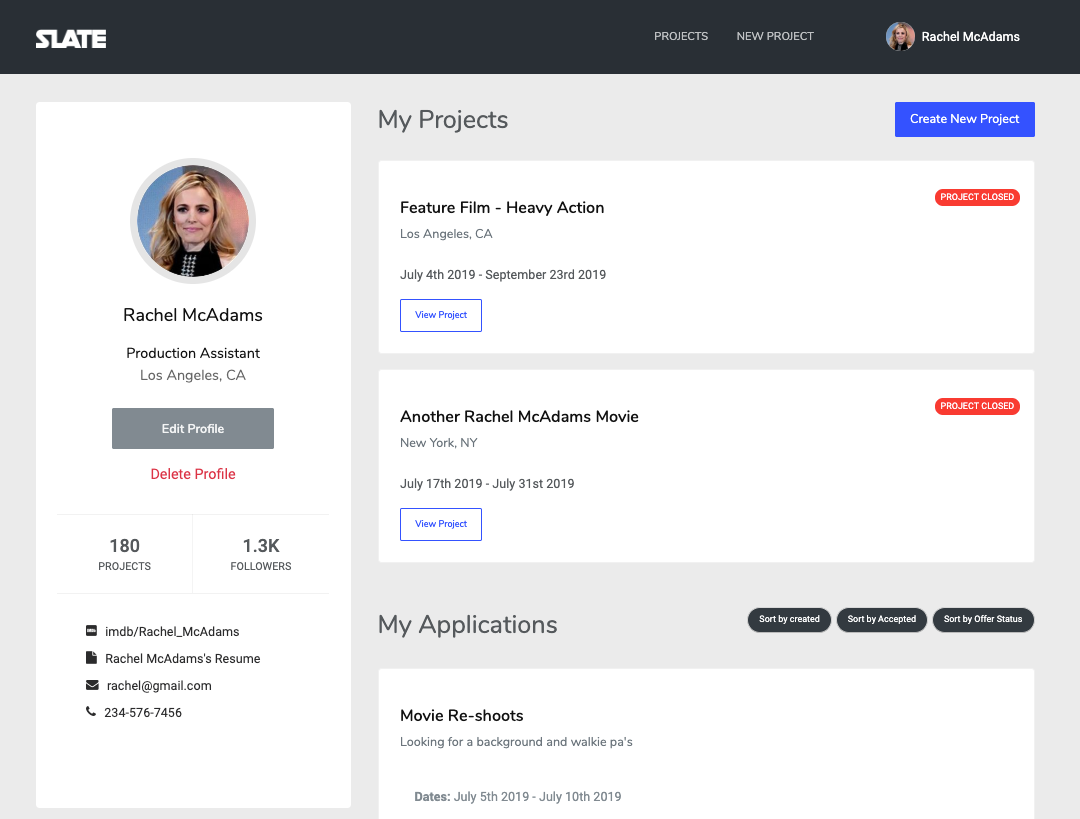 SLATE
PROJECTS
NEW PROJECT
Rachel McAdams
Rachel McAdams
Production Assistant
Los Angeles, CA
Edit Profile
Delete Profile
180
PROJECTS
1.3K
FOLLOWERS
imdb/Rachel_McAdams
Rachel McAdams's Resume
rachel@gmail.com
234-576-7456
My Projects
Create New Project
Feature Film - Heavy Action
PROJECT CLOSED
Los Angeles, CA
July 4th 2019 - September 23rd 2019
View Project
Another Rachel McAdams Movie
PROJECT CLOSED
New York, NY
July 17th 2019 - July 31st 2019
View Project
My Applications
Sort by created
Sort by Accepted
Sort by Offer Status
Movie Re-shoots
Looking for a background and walkie pa's
Dates: July 5th 2019 - July 10th 2019